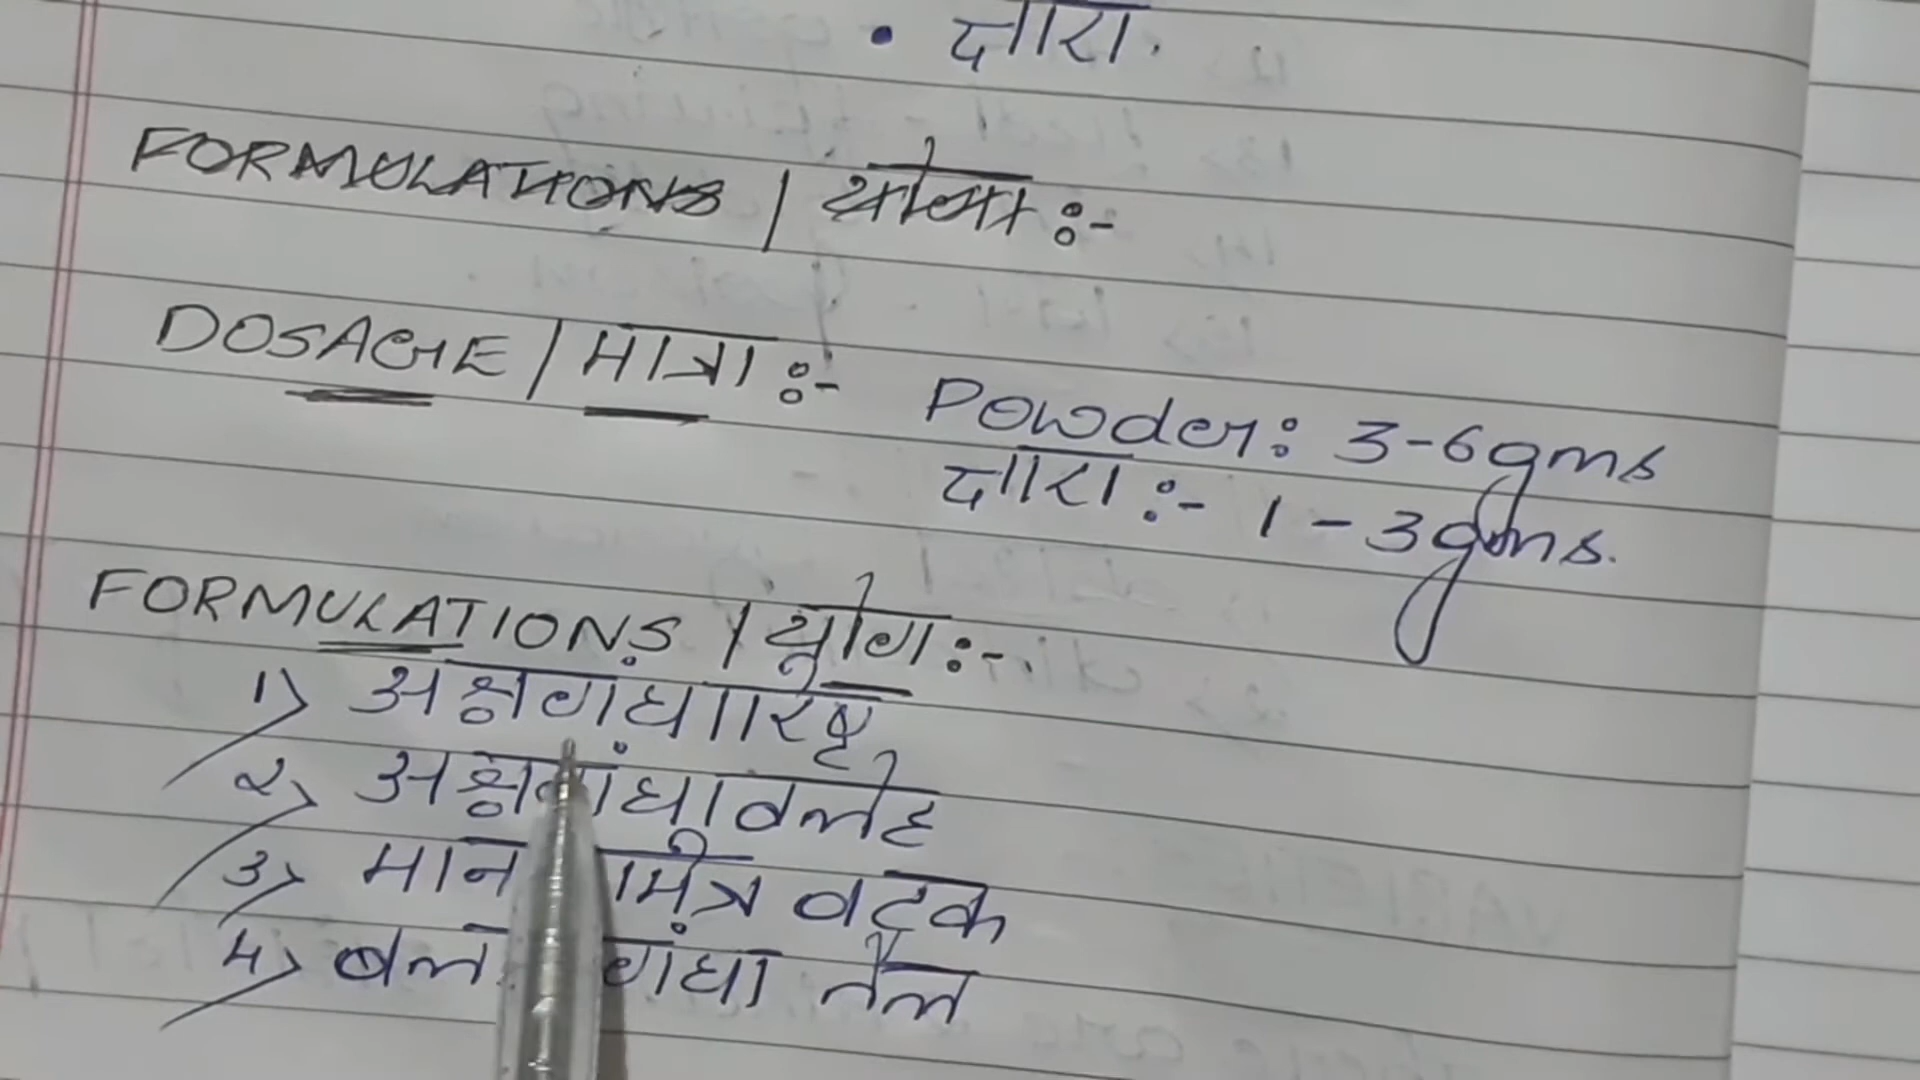 • क्षारा.
FORMULATIONS | योगा :-
DOSAGE | मात्रा :- Powder: 3-6gms
क्षारा :- 1-3gms.
FORMULATIONS | योग :-
1> अश्वगंधारिष्ट
2> अश्वगंधावलेह
3> मान मित्र वटक
4> बल गंधा तैल